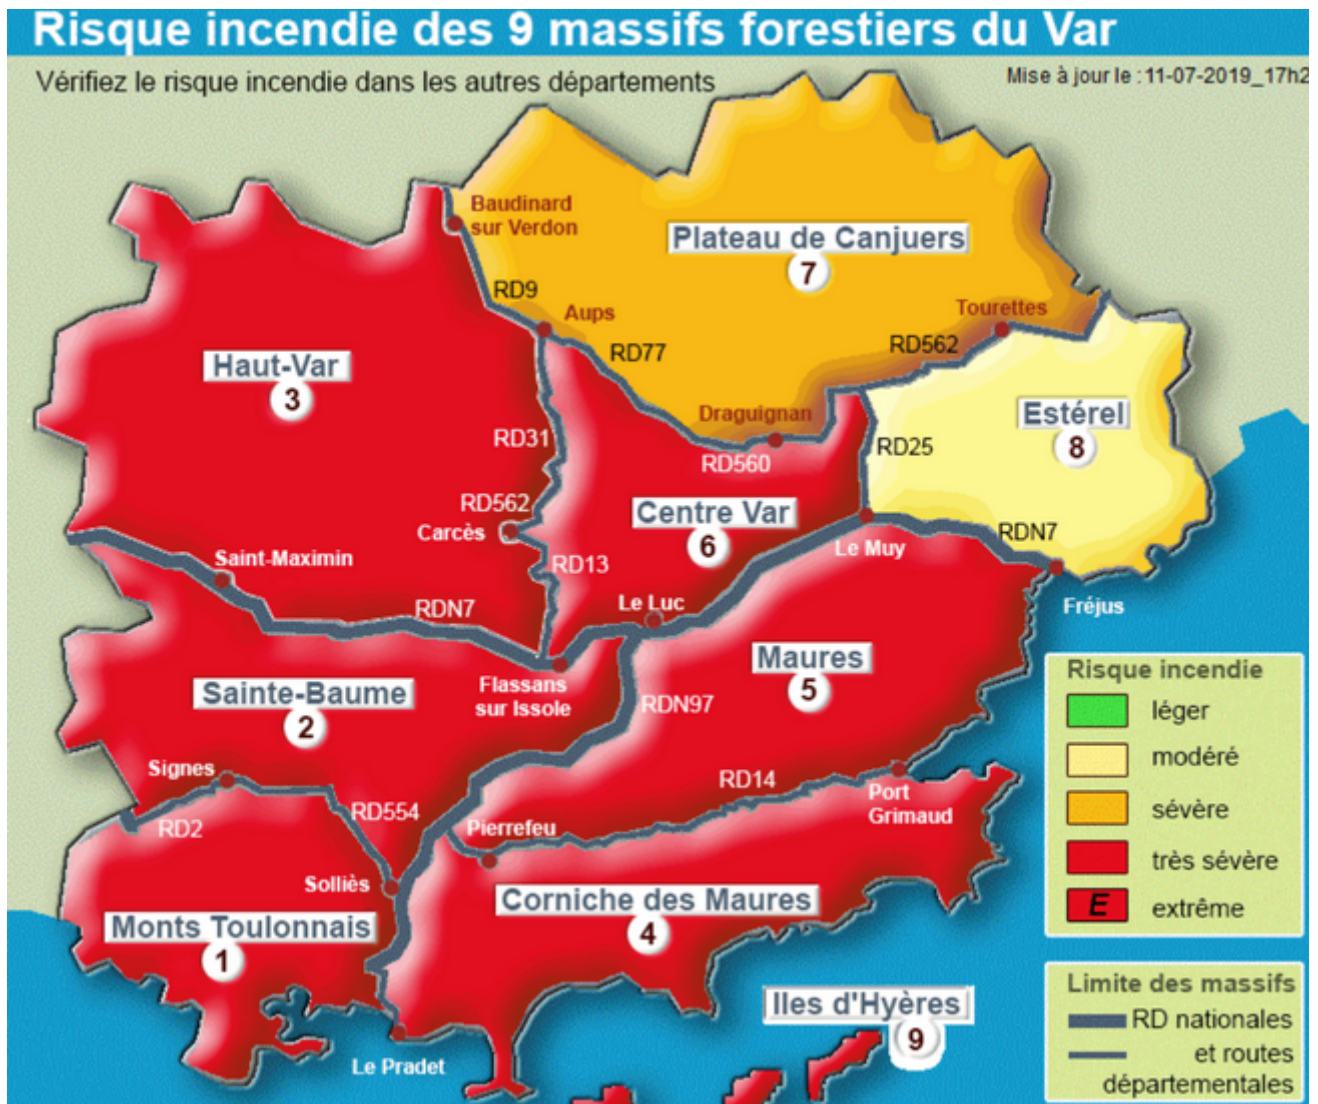 Risque incendie des 9 massifs forestiers du Var
Vérifiez le risque incendie dans les autres départements
Mise à jour le : 11-07-2019_17h2
Baudinard
sur Verdon
Plateau de Canjuers
7
RD9
Aups
Tourettes
RD77
RD562
Haut-Var
3
Draguignan
Estérel
8
RD31
RD560
RD25
RD562
Carcès
Centre Var
6
RDN7
Le Muy
Saint-Maximin
RD13
RDN7
Le Luc
Fréjus
Maures
5
Flassans
sur Issole
Sainte-Baume
2
RDN97
Signes
RD14
Port
Grimaud
RD2
RD554
Pierrefeu
Solliès
Corniche des Maures
4
Monts Toulonnais
1
Iles d'Hyères
9
Le Pradet
Risque incendie
léger
modéré
sévère
très sévère
E extrême
Limite des massifs
RD nationales
et routes
départementales